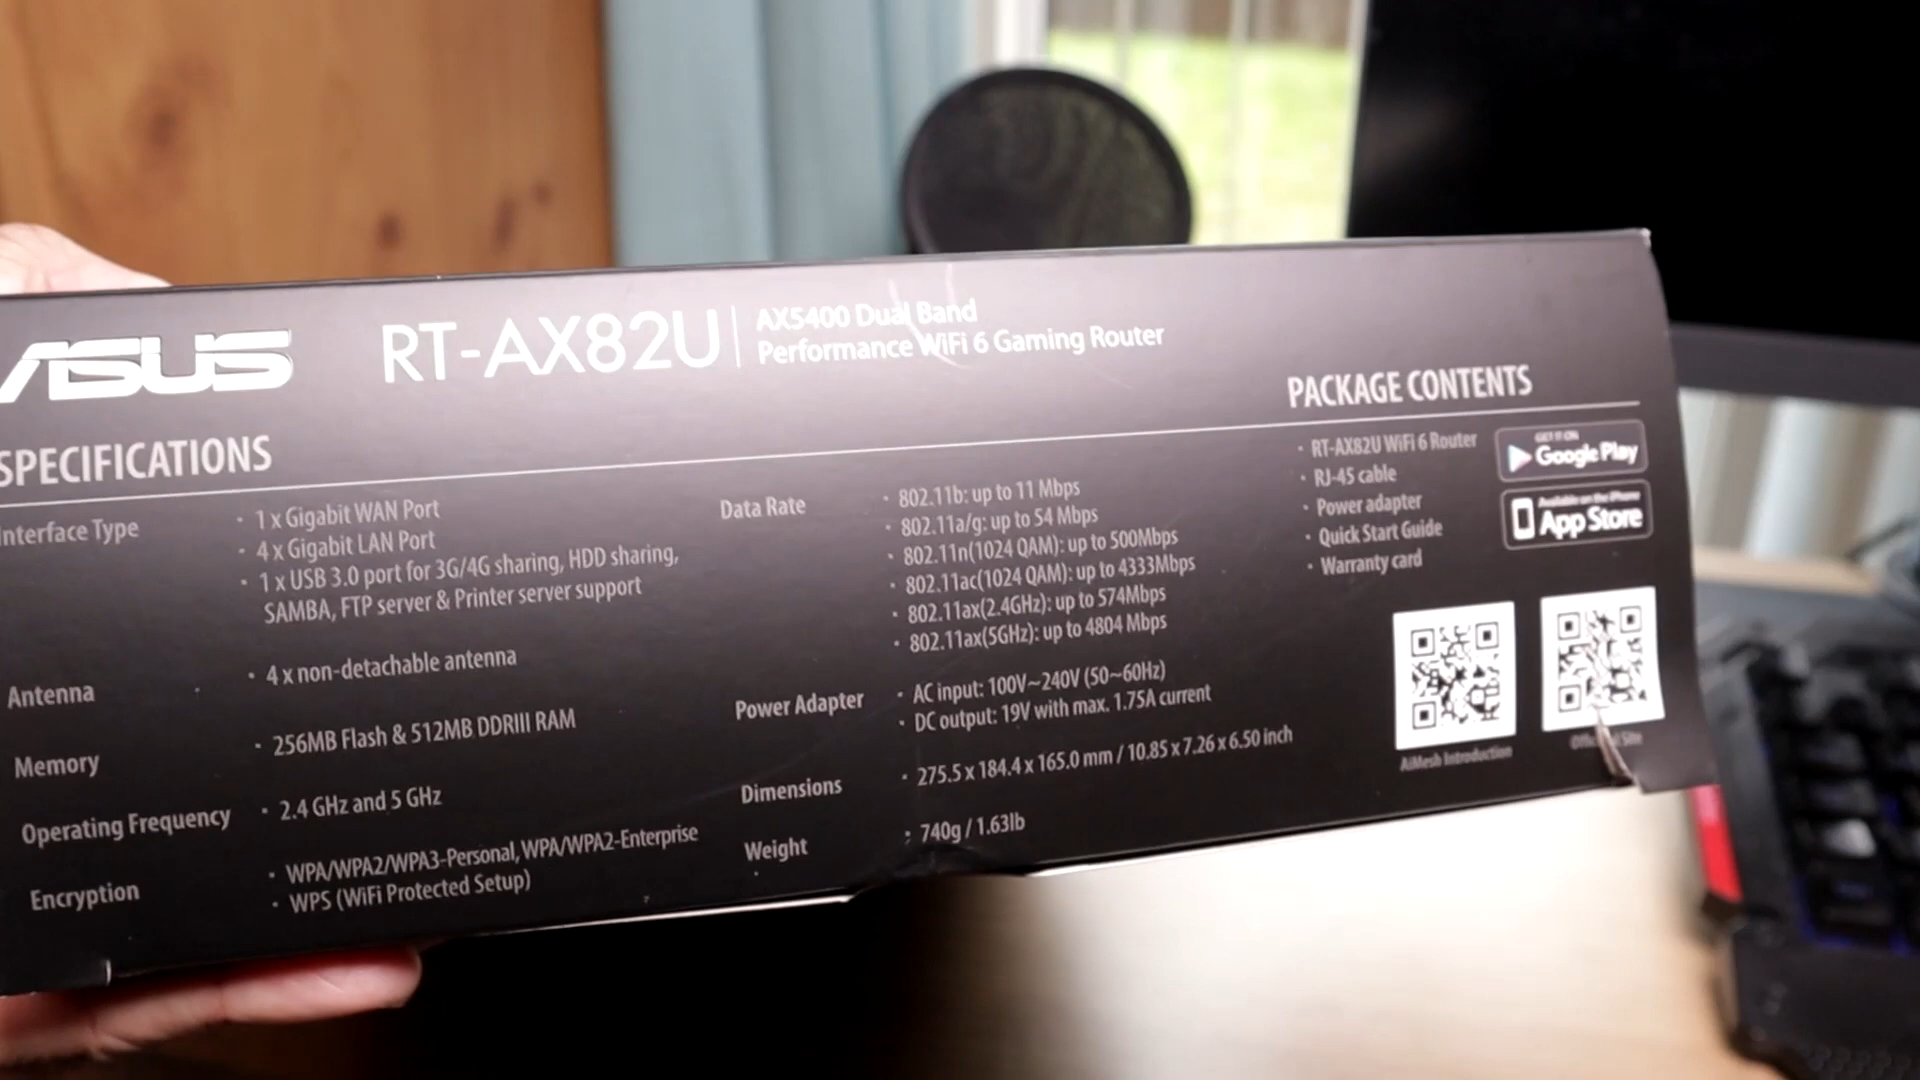 ASUS
RT-AX82U
AX5400 Dual Band
Performance WiFi 6 Gaming Router
SPECIFICATIONS
Interface Type
· 1 x Gigabit WAN Port
· 4 x Gigabit LAN Port
· 1 x USB 3.0 port for 3G/4G sharing, HDD sharing,
SAMBA, FTP server & Printer server support
Antenna
· 4 x non-detachable antenna
Memory
· 256MB Flash & 512MB DDRIII RAM
Operating Frequency
· 2.4 GHz and 5 GHz
Encryption
· WPA/WPA2/WPA3-Personal, WPA/WPA2-Enterprise
· WPS (WiFi Protected Setup)
Data Rate
· 802.11b: up to 11 Mbps
· 802.11a/g: up to 54 Mbps
· 802.11n(1024 QAM): up to 500Mbps
· 802.11ac(1024 QAM): up to 4333Mbps
· 802.11ax(2.4GHz): up to 574Mbps
· 802.11ax(5GHz): up to 4804 Mbps
Power Adapter
· AC input: 100V~240V (50~60Hz)
· DC output: 19V with max. 1.75A current
Dimensions
· 275.5 x 184.4 x 165.0 mm / 10.85 x 7.26 x 6.50 inch
Weight
· 740g / 1.63lb
PACKAGE CONTENTS
· RT-AX82U WiFi 6 Router
· RJ-45 cable
· Power adapter
· Quick Start Guide
· Warranty card
GET IT ON
Google Play
Available on the iPhone
App Store
AiMesh Introduction
Official Site